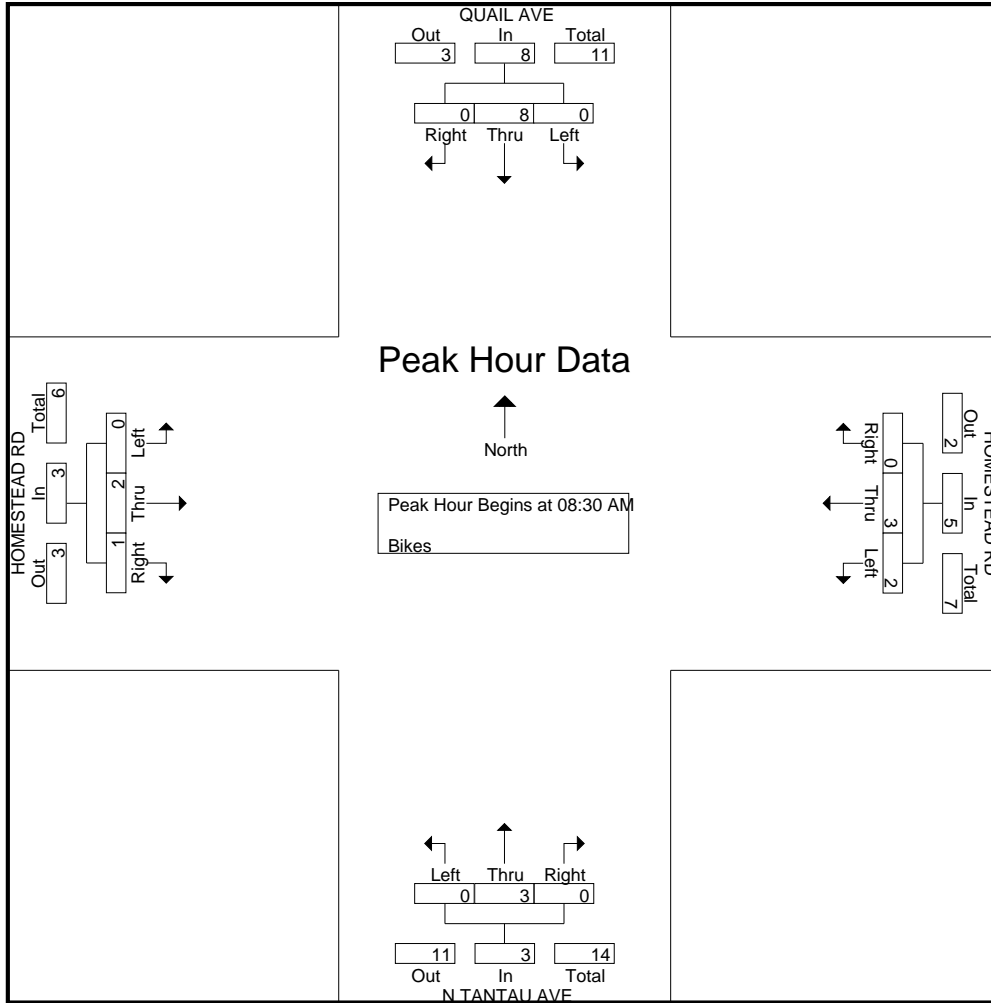 QUAIL AVE
Out In Total
3 8 11
0 8 0
Right Thru Left
Peak Hour Data
North
Peak Hour Begins at 08:30 AM
Bikes
HOMESTEAD RD
Total In Out
6 3 3
0 2 1
Left Thru Right
HOMESTEAD RD
Out In Total
2 5 7
Right Thru Left
0 3 2
Left Thru Right
0 3 0
11 3 14
Out In Total
N TANTAU AVE